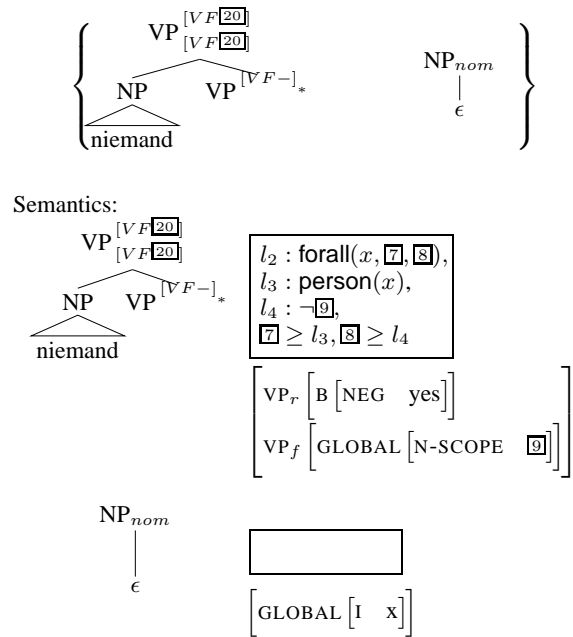 VP [VF 20] [VF 20]
NP_nom
NP VP [VF −] *
ϵ
niemand
Semantics:
VP [VF 20] [VF 20]
l₂ : forall(x, 7, 8),
l₃ : person(x),
NP VP [VF −] *
l₄ : ¬9,
niemand
7 ≥ l₃, 8 ≥ l₄
VP_r [B [NEG yes]]
VP_f [GLOBAL [N-SCOPE 9]]
NP_nom
ϵ
[GLOBAL [I x]]